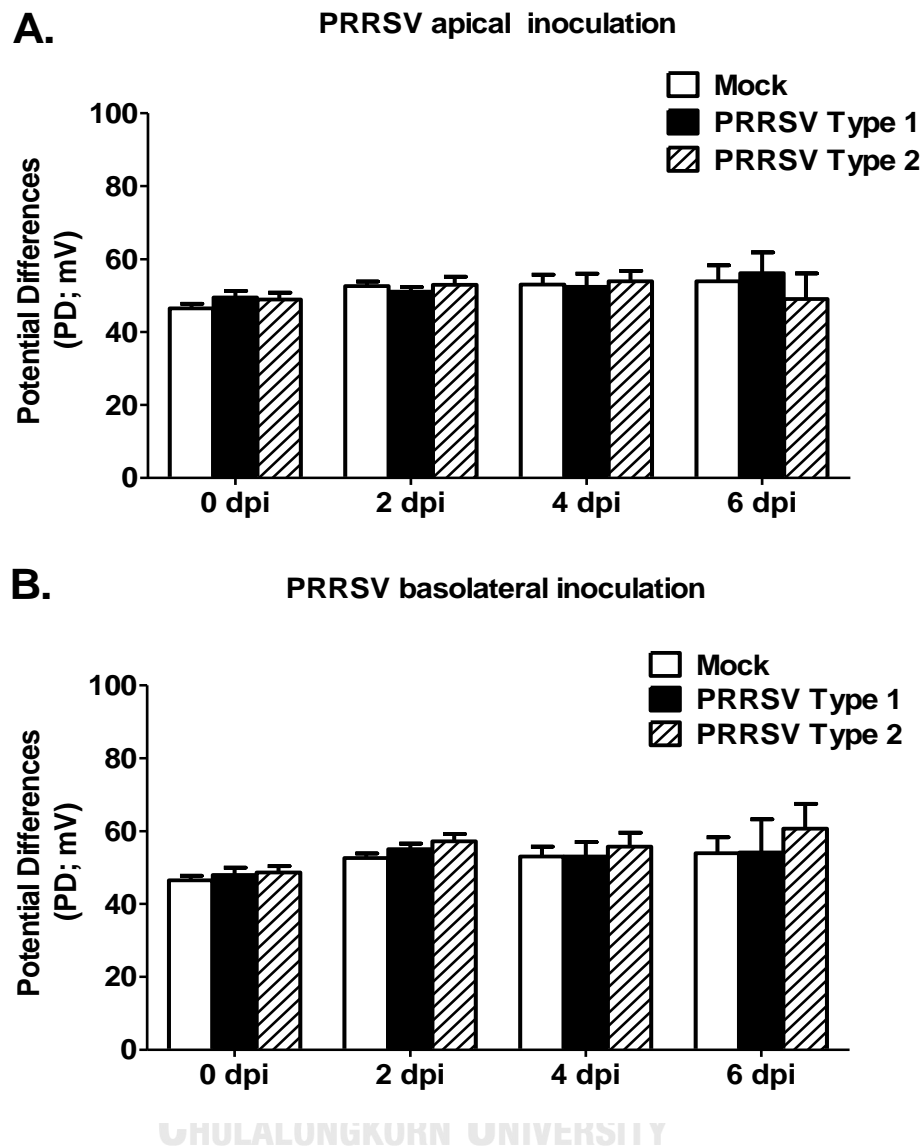 A.
PRRSV apical inoculation
Mock
PRRSV Type 1
PRRSV Type 2
Potential Differences
(PD; mV)
100
80
60
40
20
0
0 dpi 2 dpi 4 dpi 6 dpi
B.
PRRSV basolateral inoculation
Mock
PRRSV Type 1
PRRSV Type 2
Potential Differences
(PD; mV)
100
80
60
40
20
0
0 dpi 2 dpi 4 dpi 6 dpi
CHULALONGKORN UNIVERSITY